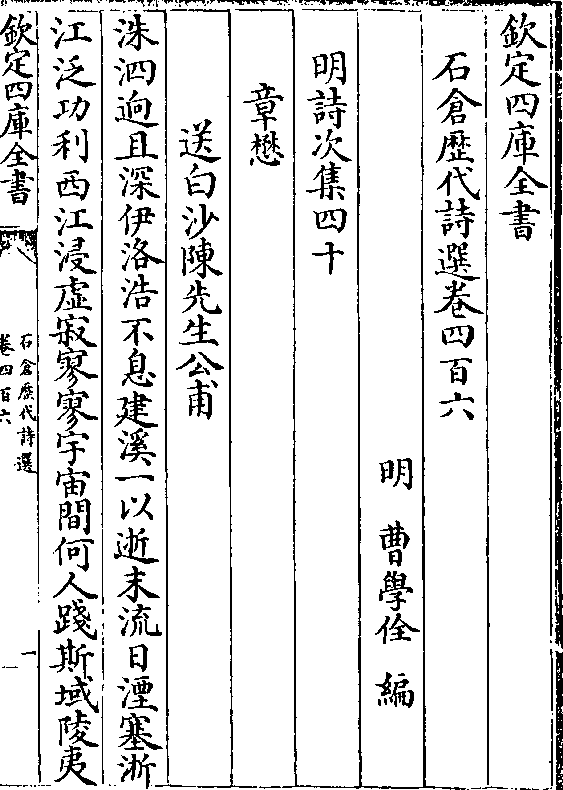 欽定四庫全書
石倉歷代詩選卷四百六
明 曹學佺 編
明詩次集四十
章懋
送白沙陳先生公甫
洙泗逈且深伊洛浩不息建溪一以逝末流日湮塞浙
江泛功利西江浸虛寂寥寥宇宙間何人踐斯域陵夷
欽定四庫全書
石倉歷代詩選
卷四百六
一